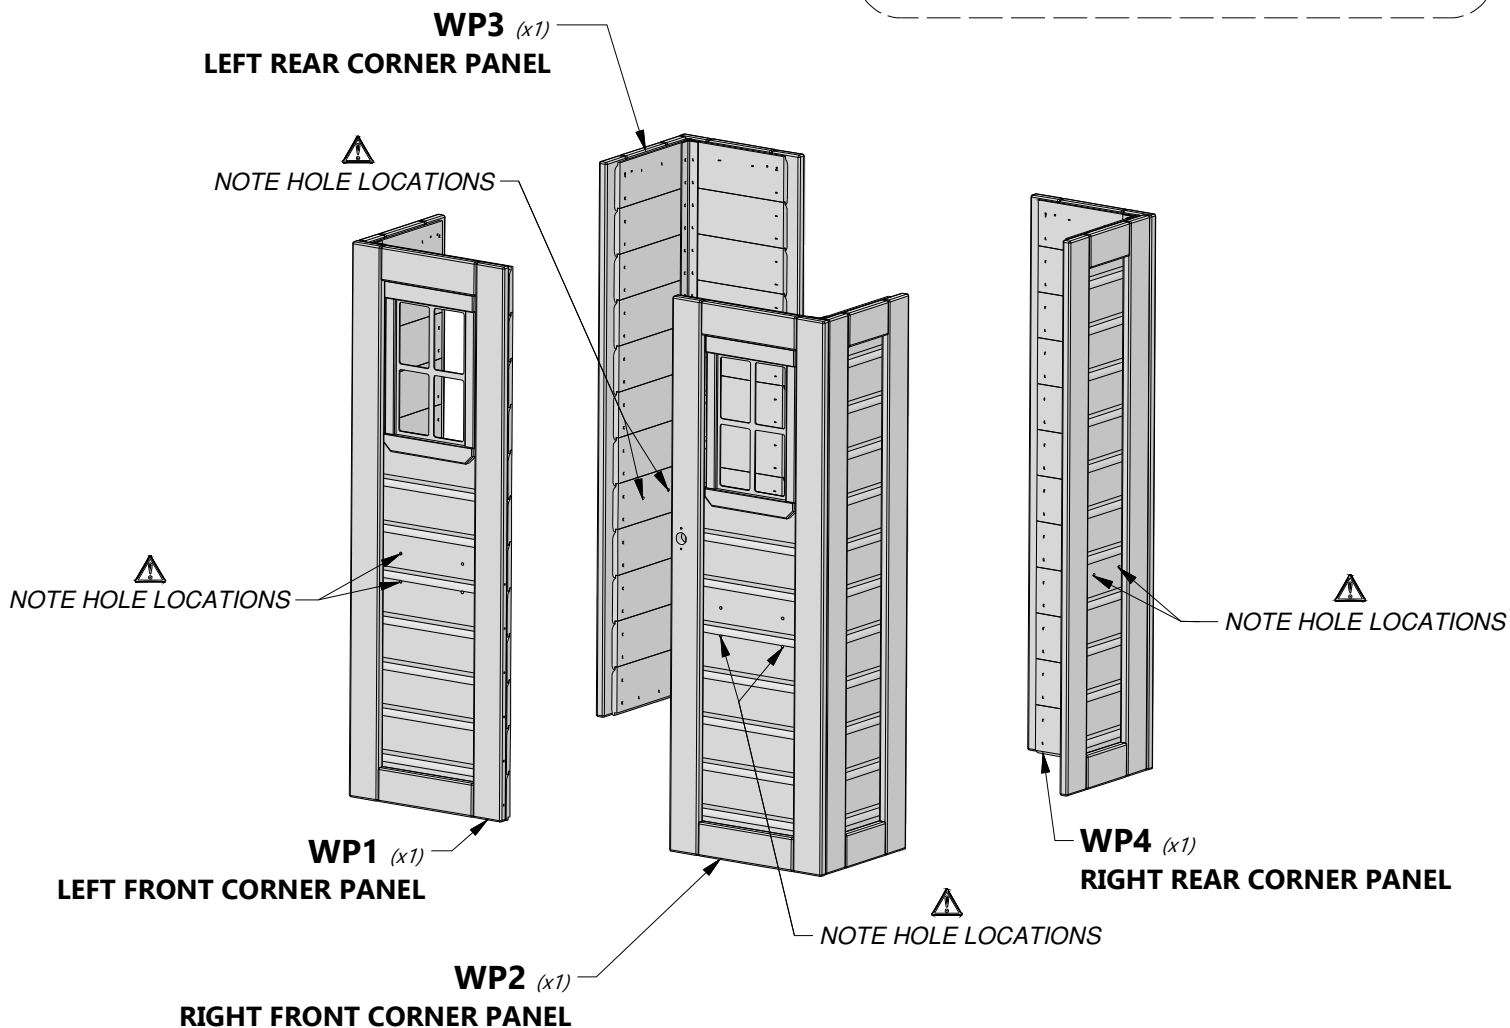 WP3 (x1)
LEFT REAR CORNER PANEL
NOTE HOLE LOCATIONS
NOTE HOLE LOCATIONS
NOTE HOLE LOCATIONS
WP1 (x1)
LEFT FRONT CORNER PANEL
WP4 (x1)
RIGHT REAR CORNER PANEL
NOTE HOLE LOCATIONS
WP2 (x1)
RIGHT FRONT CORNER PANEL